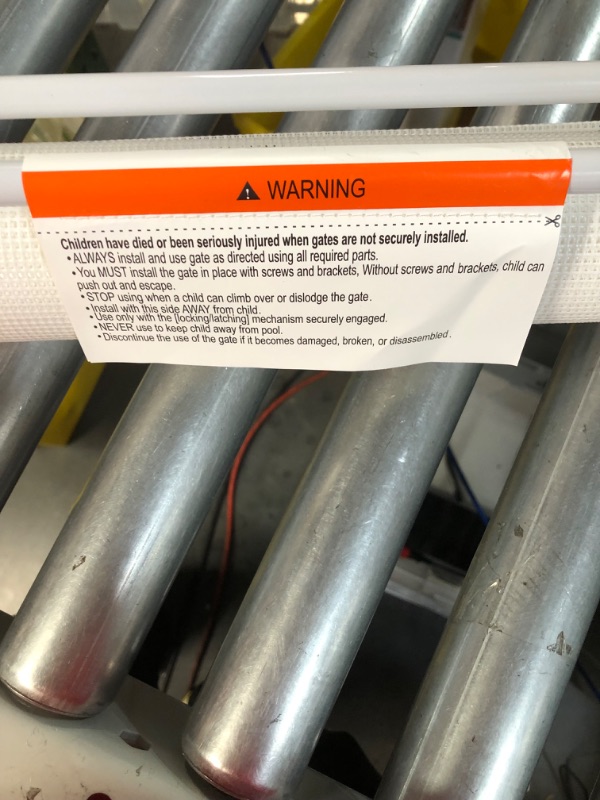 ⚠ WARNING
Children have died or been seriously injured when gates are not securely installed.
•ALWAYS install and use gate as directed using all required parts.
•You MUST install the gate in place with screws and brackets, Without screws and brackets, child can
push out and escape.
•STOP using when a child can climb over or dislodge the gate.
•Install with this side AWAY from child.
•Use only with the [locking/latching] mechanism securely engaged.
•NEVER use to keep child away from pool.
•Discontinue the use of the gate if it becomes damaged, broken, or disassembled.